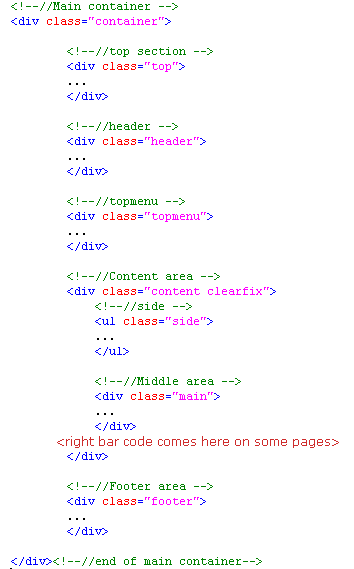 <!--//Main container -->
<div class="container">
<!--//top section -->
<div class="top">
...
</div>
<!--//header -->
<div class="header">
...
</div>
<!--//topmenu -->
<div class="topmenu">
...
</div>
<!--//Content area -->
<div class="content clearfix">
<!--//side -->
<ul class="side">
...
</ul>
<!--//Middle area -->
<div class="main">
...
</div>
<right bar code comes here on some pages>
</div>
<!--//Footer area -->
<div class="footer">
...
</div>
</div><!--//end of main container-->